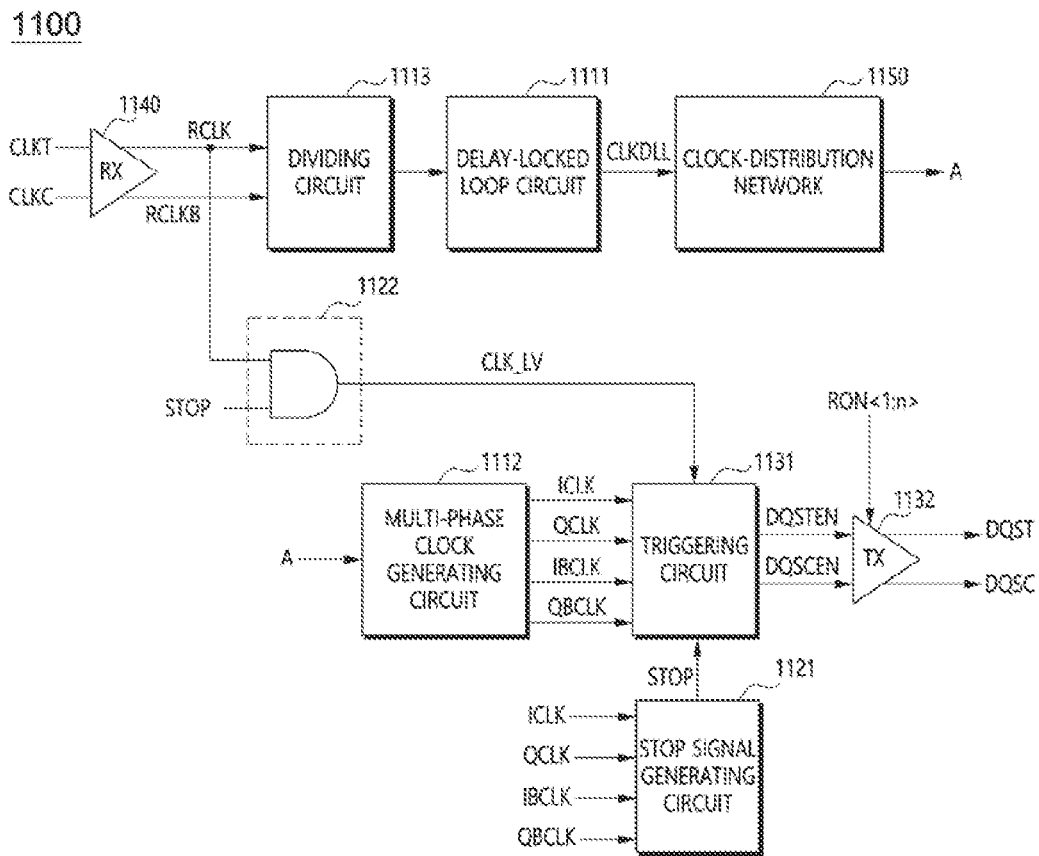 1100
1113
1111
1150
1140
CLKT
RX
RCLK
DIVIDING
CIRCUIT
DELAY-LOCKED
LOOP CIRCUIT
CLKDLL
CLOCK-DISTRIBUTION
NETWORK
A
CLKC
RCLKB
1122
CLK_LV
STOP
RON<1:n>
1112
1131
1132
A
MULTI-PHASE
CLOCK
GENERATING
CIRCUIT
ICLK
QCLK
IBCLK
QBCLK
TRIGGERING
CIRCUIT
DQSTEN
DQSCEN
TX
DQST
DQSC
STOP
1121
ICLK
QCLK
IBCLK
QBCLK
STOP SIGNAL
GENERATING
CIRCUIT